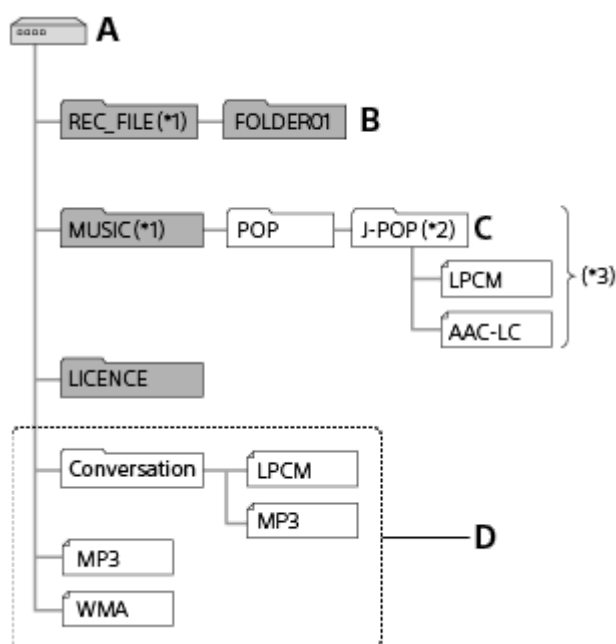 A
REC_FILE(*1) FOLDER01 B
MUSIC(*1) POP J-POP(*2) C
LPCM (*3)
AAC-LC
LICENCE
Conversation LPCM
MP3
D
MP3
WMA